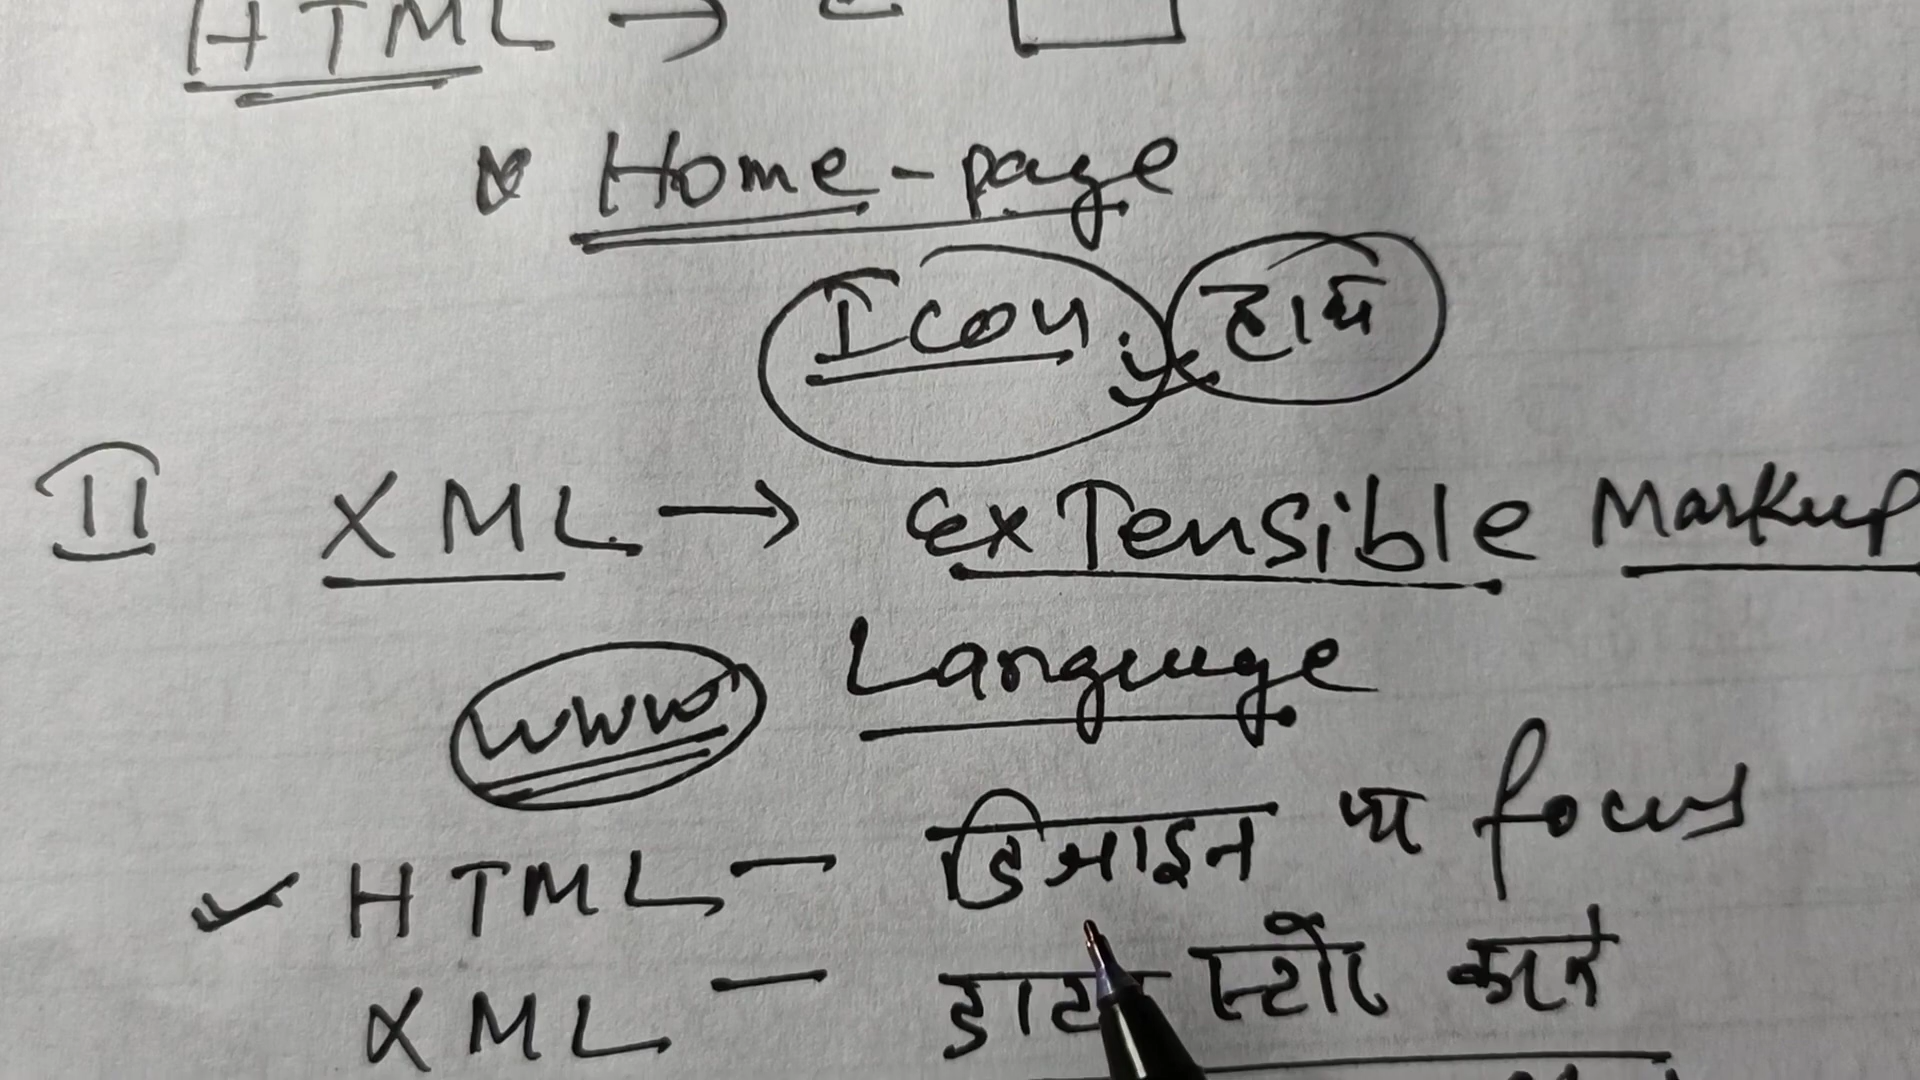 HTML →
Home-page
Icon हाथ
II XML → exTensible Markup
www Language
HTML — डिजाइन पर focus
XML — डाटा स्टोर करने